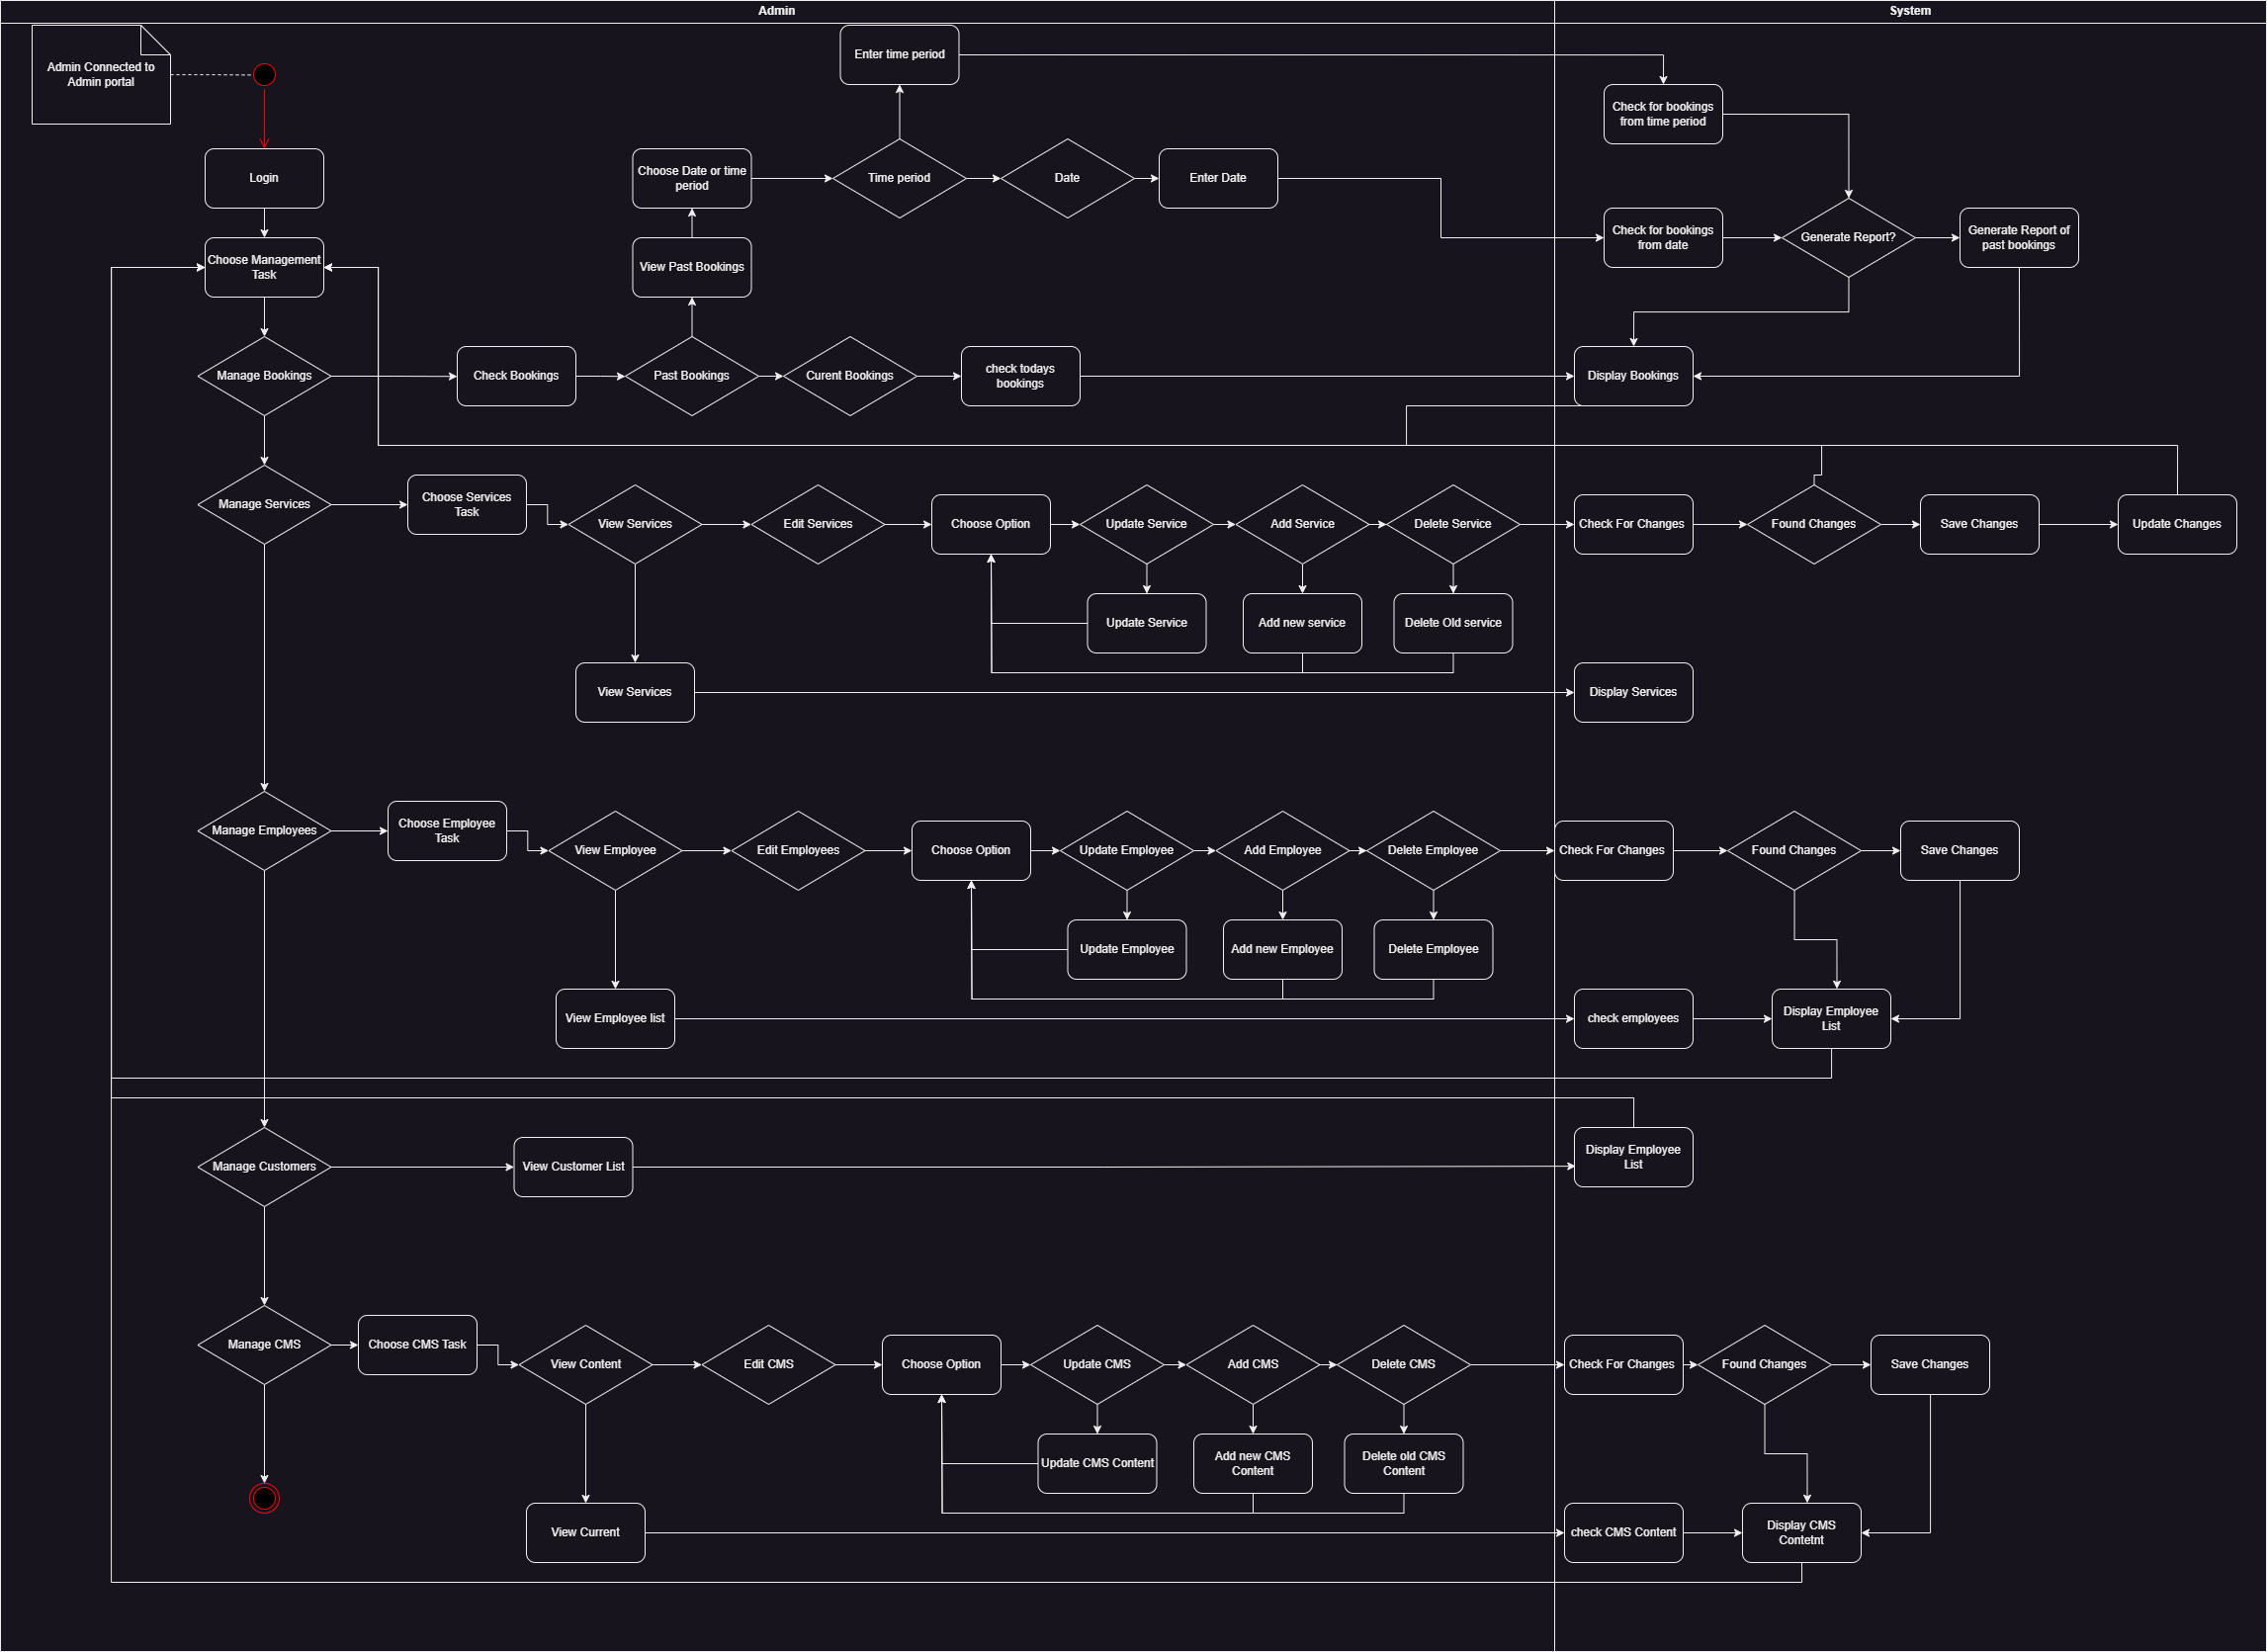 Admin
System
Admin Connected to
Admin portal
Enter time period
Check for bookings
from time period
Login
Choose Date or time
period
Time period
Date
Enter Date
Check for bookings
from date
Generate Report?
Generate Report of
past bookings
Choose Management
Task
View Past Bookings
Manage Bookings
Check Bookings
Past Bookings
Curent Bookings
check todays
bookings
Display Bookings
Manage Services
Choose Services
Task
View Services
Edit Services
Choose Option
Update Service
Add Service
Delete Service
Check For Changes
Found Changes
Save Changes
Update Changes
Update Service
Add new service
Delete Old service
View Services
Display Services
Manage Employees
Choose Employee
Task
View Employee
Edit Employees
Choose Option
Update Employee
Add Employee
Delete Employee
Check For Changes
Found Changes
Save Changes
Update Employee
Add new Employee
Delete Employee
View Employee list
check employees
Display Employee
List
Manage Customers
View Customer List
Display Employee
List
Manage CMS
Choose CMS Task
View Content
Edit CMS
Choose Option
Update CMS
Add CMS
Delete CMS
Check For Changes
Found Changes
Save Changes
Update CMS Content
Add new CMS
Content
Delete old CMS
Content
View Current
check CMS Content
Display CMS
Contetnt